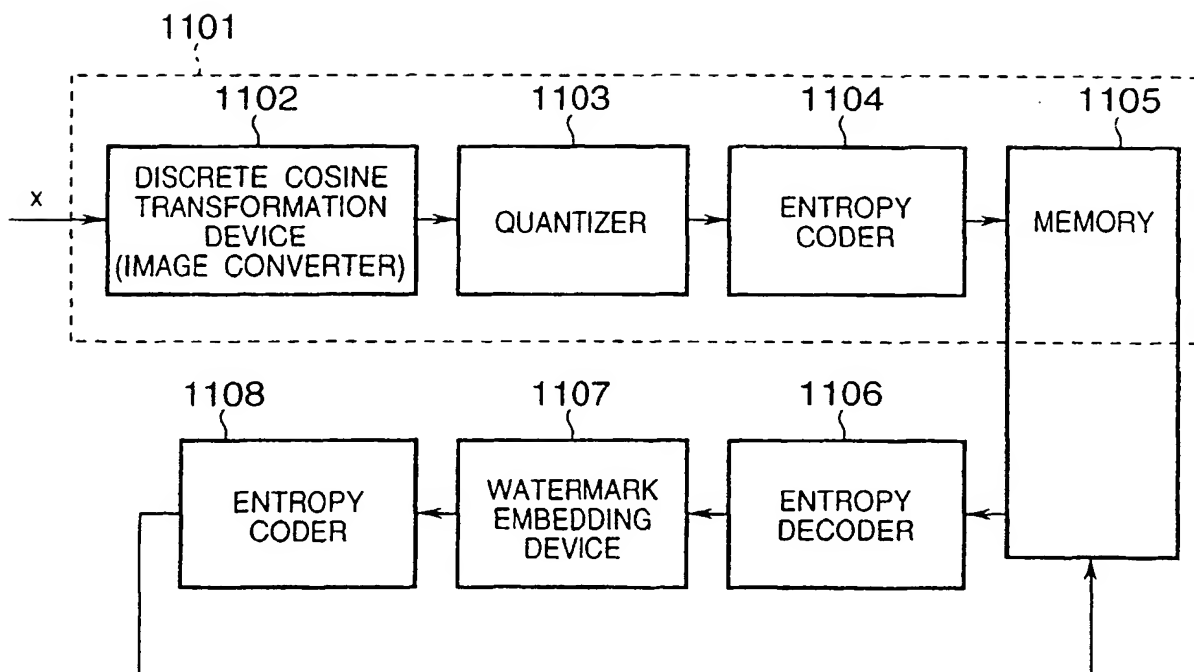 1101
1102
1103
1104
1105
x
DISCRETE COSINE
TRANSFORMATION
DEVICE
(IMAGE CONVERTER)
QUANTIZER
ENTROPY
CODER
MEMORY
1108
1107
1106
ENTROPY
CODER
WATERMARK
EMBEDDING
DEVICE
ENTROPY
DECODER